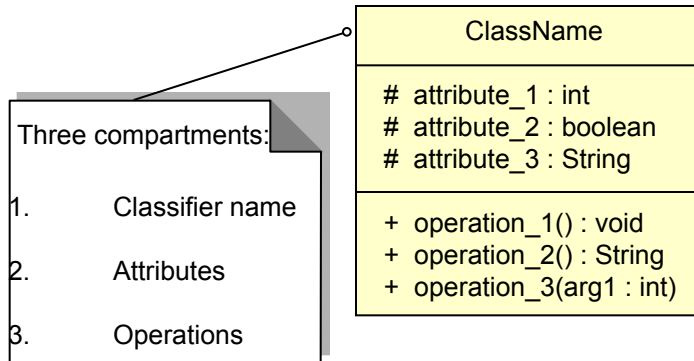 Three compartments:
1. Classifier name
2. Attributes
3. Operations
ClassName
# attribute_1 : int
# attribute_2 : boolean
# attribute_3 : String
+ operation_1() : void
+ operation_2() : String
+ operation_3(arg1 : int)